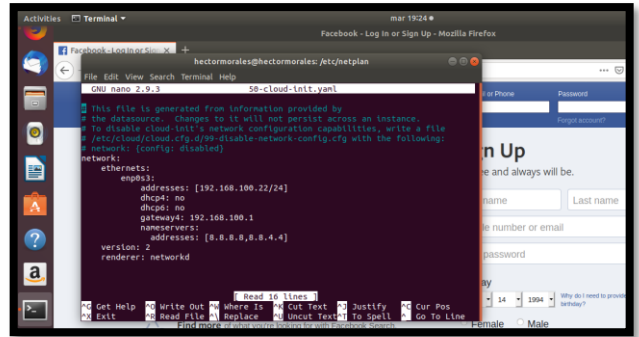 Activities Terminal mar 19:24
Facebook - Log In or Sign Up - Mozilla Firefox
Facebook - Log In or Sig
hectormorales@hectormorales: /etc/netplan
File Edit View Search Terminal Help
GNU nano 2.9.3 50-cloud-init.yaml
# This file is generated from information provided by
# the datasource. Changes to it will not persist across an instance.
# To disable cloud-init's network configuration capabilities, write a file
# /etc/cloud/cloud.cfg.d/99-disable-network-config.cfg with the following:
# network: {config: disabled}
network:
ethernets:
enp0s3:
addresses: [192.168.100.22/24]
dhcp4: no
dhcp6: no
gateway4: 192.168.100.1
nameservers:
addresses: [8.8.8.8,8.8.4.4]
version: 2
renderer: networkd
[ Read 16 lines ]
^G Get Help ^O Write Out ^W Where Is ^K Cut Text ^J Justify ^C Cur Pos
^X Exit ^R Read File ^\ Replace ^U Uncut Text ^T To Spell ^_ Go To Line
or Phone Password
Forgot account?
n Up
ee and always will be.
name Last name
le number or email
password
ay
14 1994 Why do I need to provide
birthday?
Female Male
Find more of what you're looking for with Facebook Search.